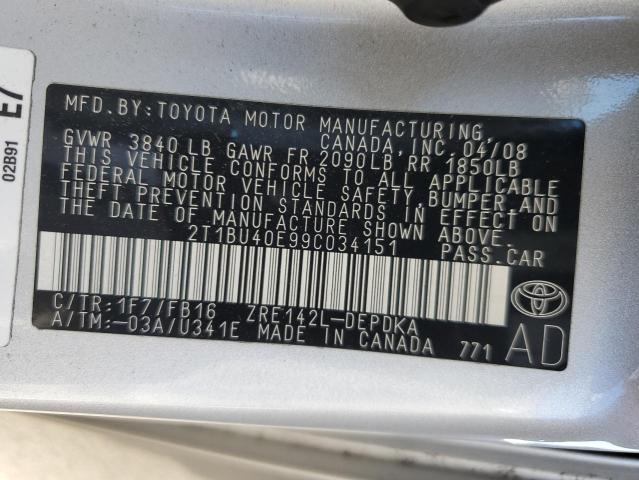 E7
02B91
MFD. BY: TOYOTA MOTOR MANUFACTURING,
CANADA, INC. 04/08
GVWR 3840 LB GAWR FR 2090LB, RR 1850LB
THIS VEHICLE CONFORMS TO ALL APPLICABLE
FEDERAL MOTOR VEHICLE SAFETY, BUMPER, AND
THEFT PREVENTION STANDARDS IN EFFECT ON
THE DATE OF MANUFACTURE SHOWN ABOVE.
2T1BU40E99C034151 PASS.CAR
C/TR:1F7/FB16 ZRE142L-DEPDKA
A/TM:-03A/U341E MADE IN CANADA 771 AD